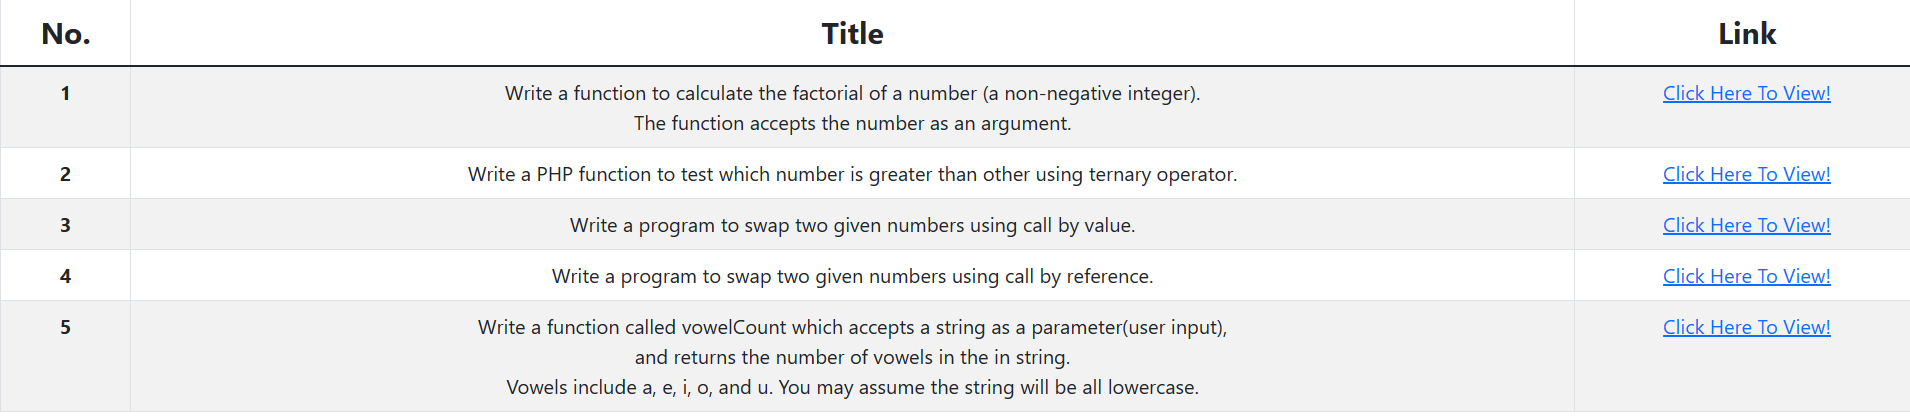 No. Title Link
1 Write a function to calculate the factorial of a number (a non-negative integer). Click Here To View!
The function accepts the number as an argument.
2 Write a PHP function to test which number is greater than other using ternary operator. Click Here To View!
3 Write a program to swap two given numbers using call by value. Click Here To View!
4 Write a program to swap two given numbers using call by reference. Click Here To View!
5 Write a function called vowelCount which accepts a string as a parameter(user input), Click Here To View!
and returns the number of vowels in the in string.
Vowels include a, e, i, o, and u. You may assume the string will be all lowercase.